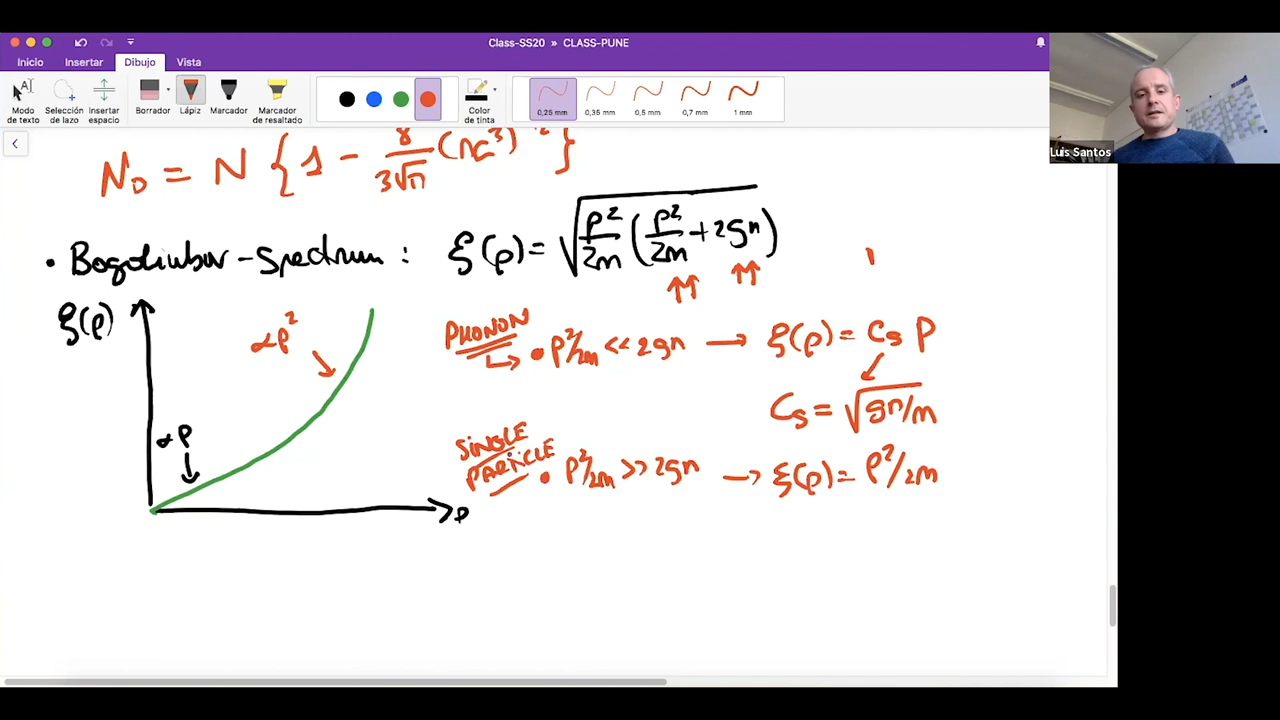 Class-SS20 » CLASS-PUNE
Inicio Insertar Dibujo Vista
Modo de texto
Selección de lazo
Insertar espacio
Borrador
Lápiz
Marcador
Marcador de resaltado
Color de tinta
0,25 mm 0,35 mm 0,5 mm 0,7 mm 1 mm
Luis Santos
N₀ = N {1 - 8/3√π (na³)
• Bogoliubov-spectrum : ξ(p) = √(p²/2m (p²/2m + 2gn))
ξ(p)
∝p²
∝p
p
PHONON
• p²/2m << 2gn → ξ(p) = Cs p
Cs = √gn/m
SINGLE PARTICLE
• p²/2m >> 2gn → ξ(p) = p²/2m